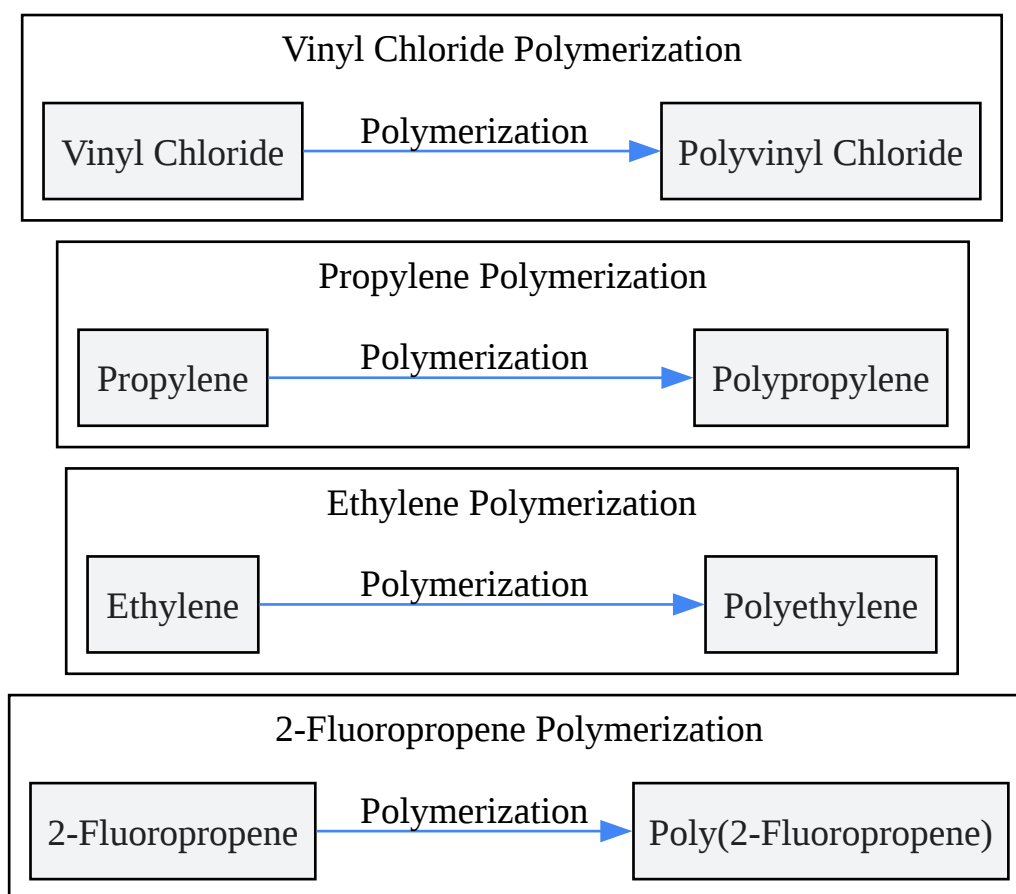 Vinyl Chloride Polymerization
Vinyl Chloride
Polymerization
Polyvinyl Chloride
Propylene Polymerization
Propylene
Polymerization
Polypropylene
Ethylene Polymerization
Ethylene
Polymerization
Polyethylene
2-Fluoropropene Polymerization
2-Fluoropropene
Polymerization
Poly(2-Fluoropropene)